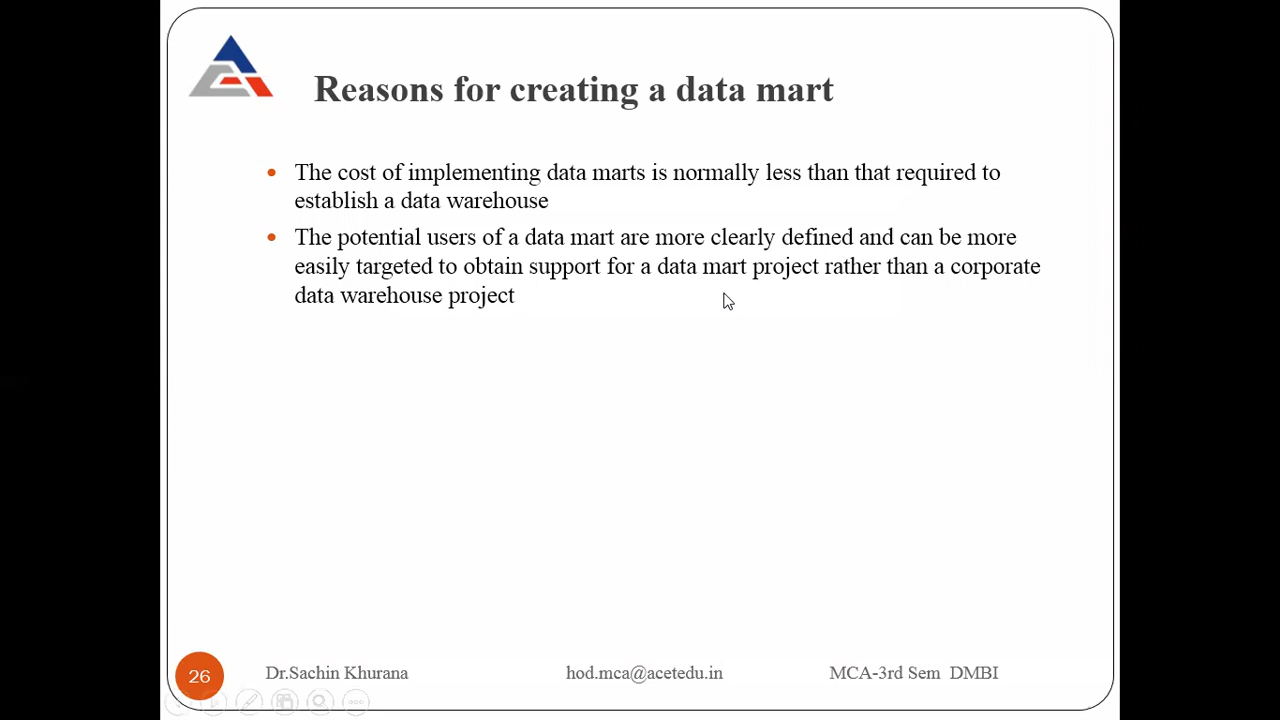 Reasons for creating a data mart
• The cost of implementing data marts is normally less than that required to
establish a data warehouse
• The potential users of a data mart are more clearly defined and can be more
easily targeted to obtain support for a data mart project rather than a corporate
data warehouse project
26
Dr.Sachin Khurana
hod.mca@acetedu.in
MCA-3rd Sem DMBI